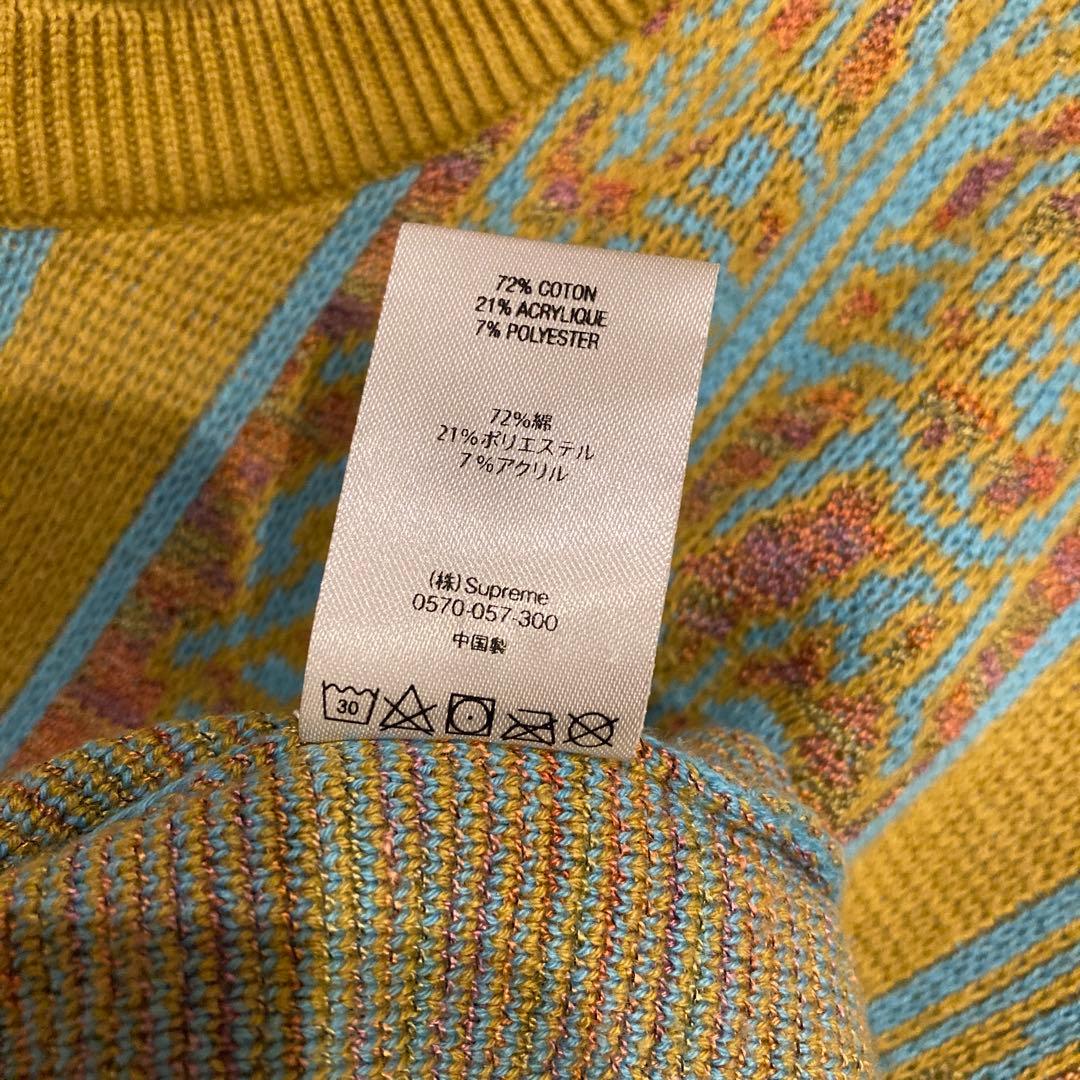 72% COTON
21% ACRYLIQUE
7% POLYESTER
72%綿
21%ポリエステル
7%アクリル
(株)Supreme
0570-057-300
中国製
30